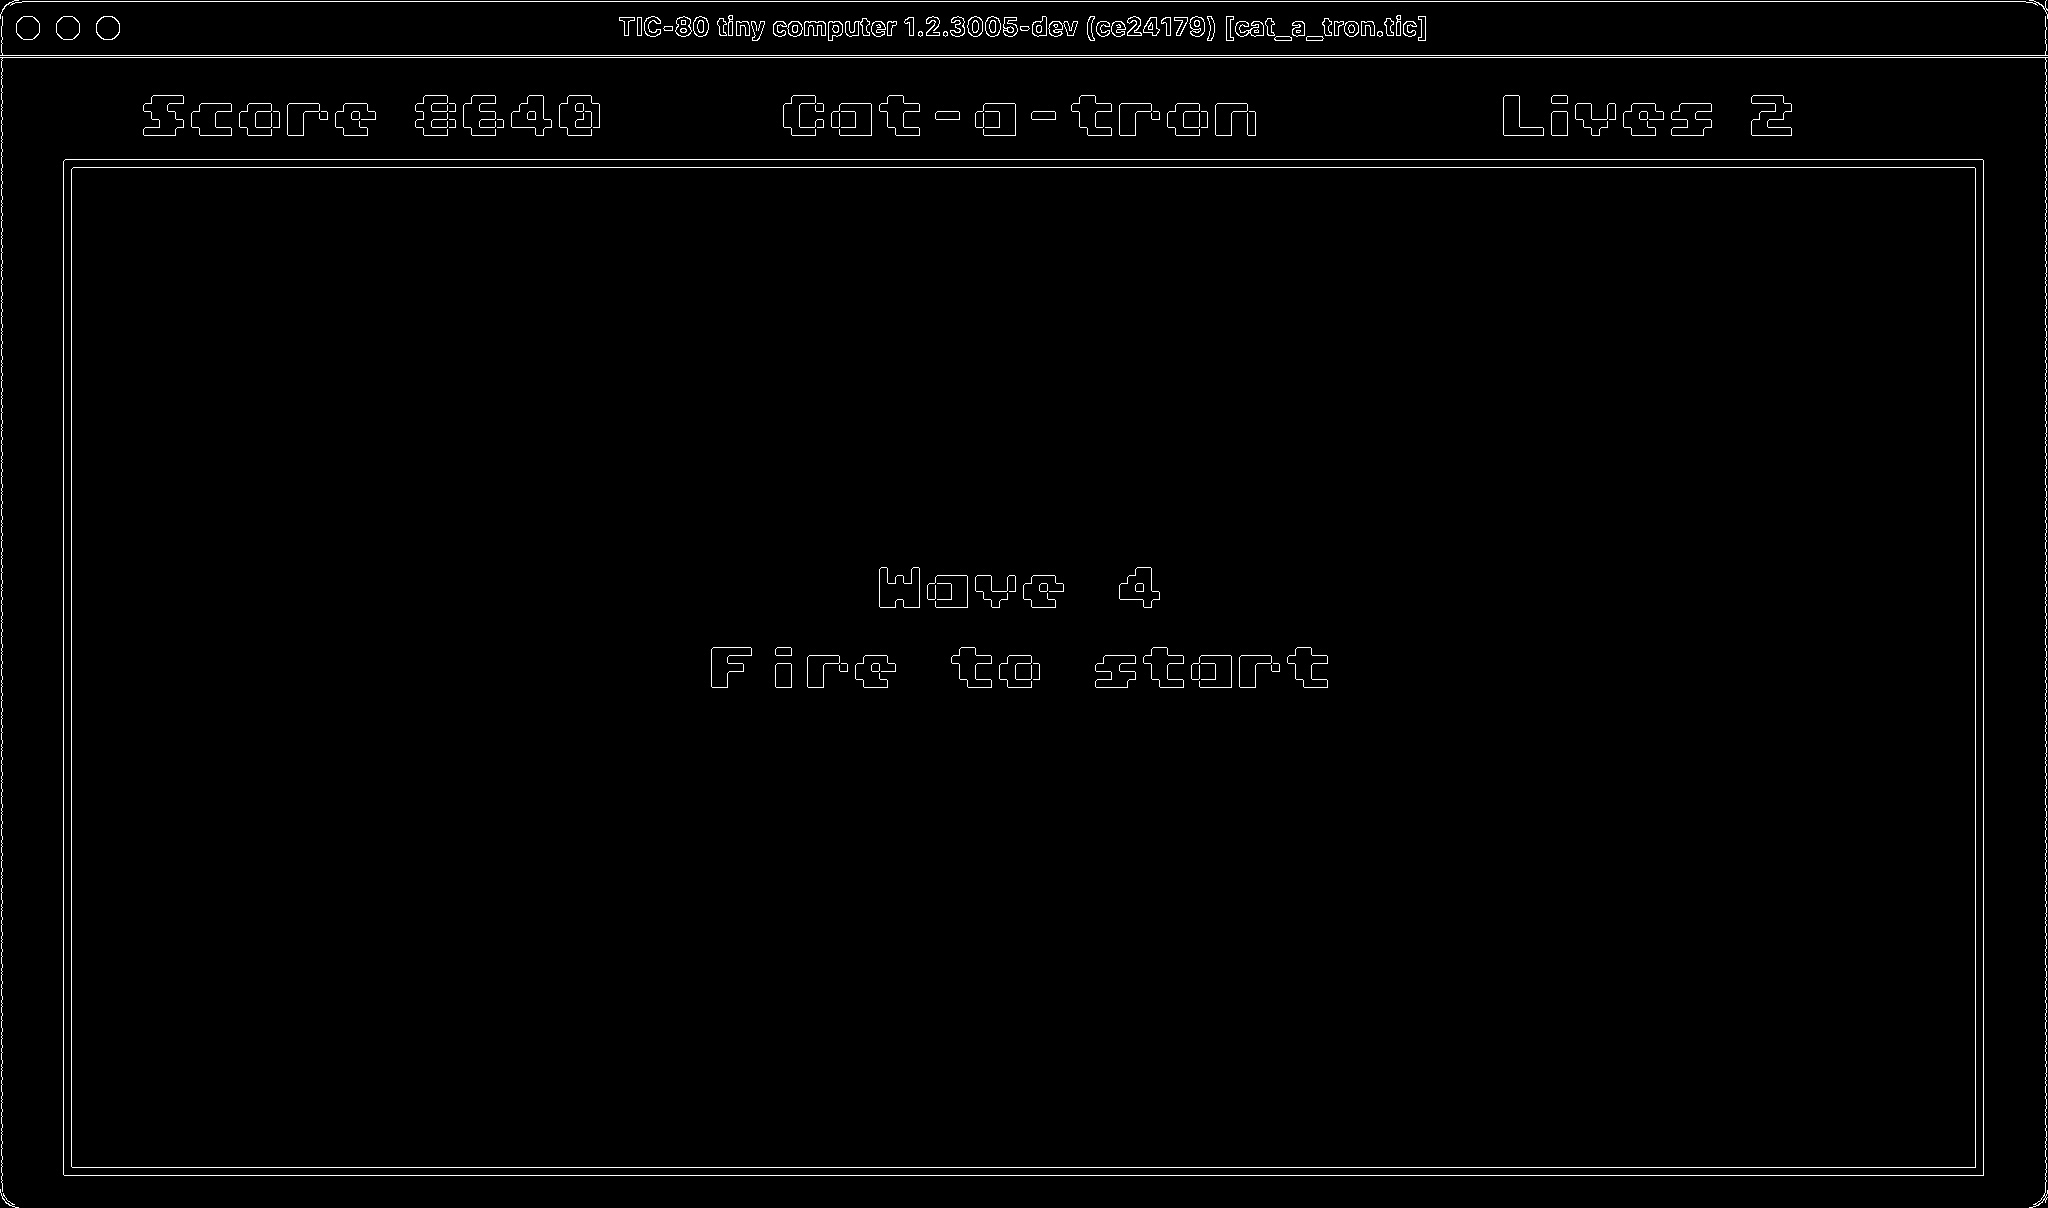 TIC-80 tiny computer 1.2.3005-dev (ce24179) [cat_a_tron.tic]
Score 8640 Cat-a-tron Lives 2
Wave 4
Fire to start